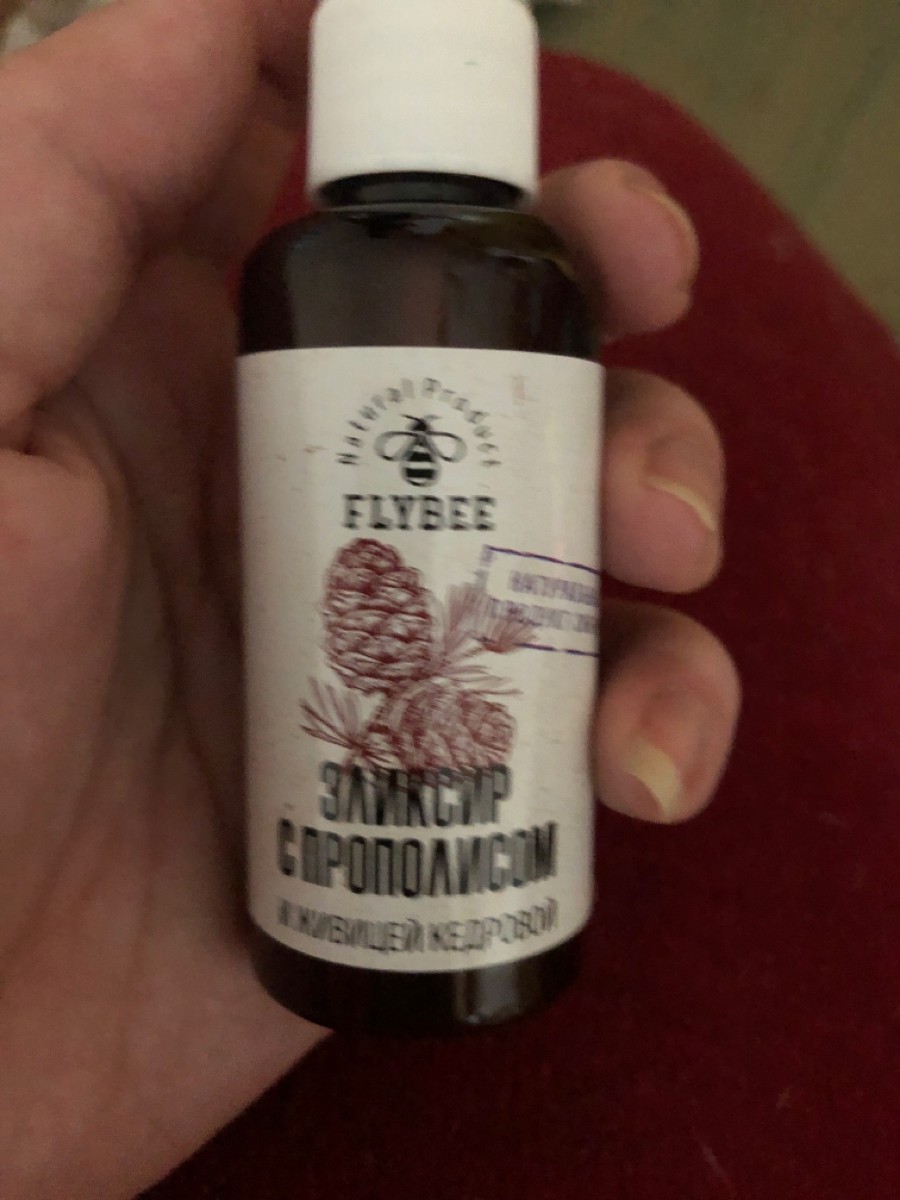 Natural Product
FLYBEE
ЭЛИКСИР
С ПРОПОЛИСОМ
И ЖИВИЦЕЙ КЕДРОВОЙ